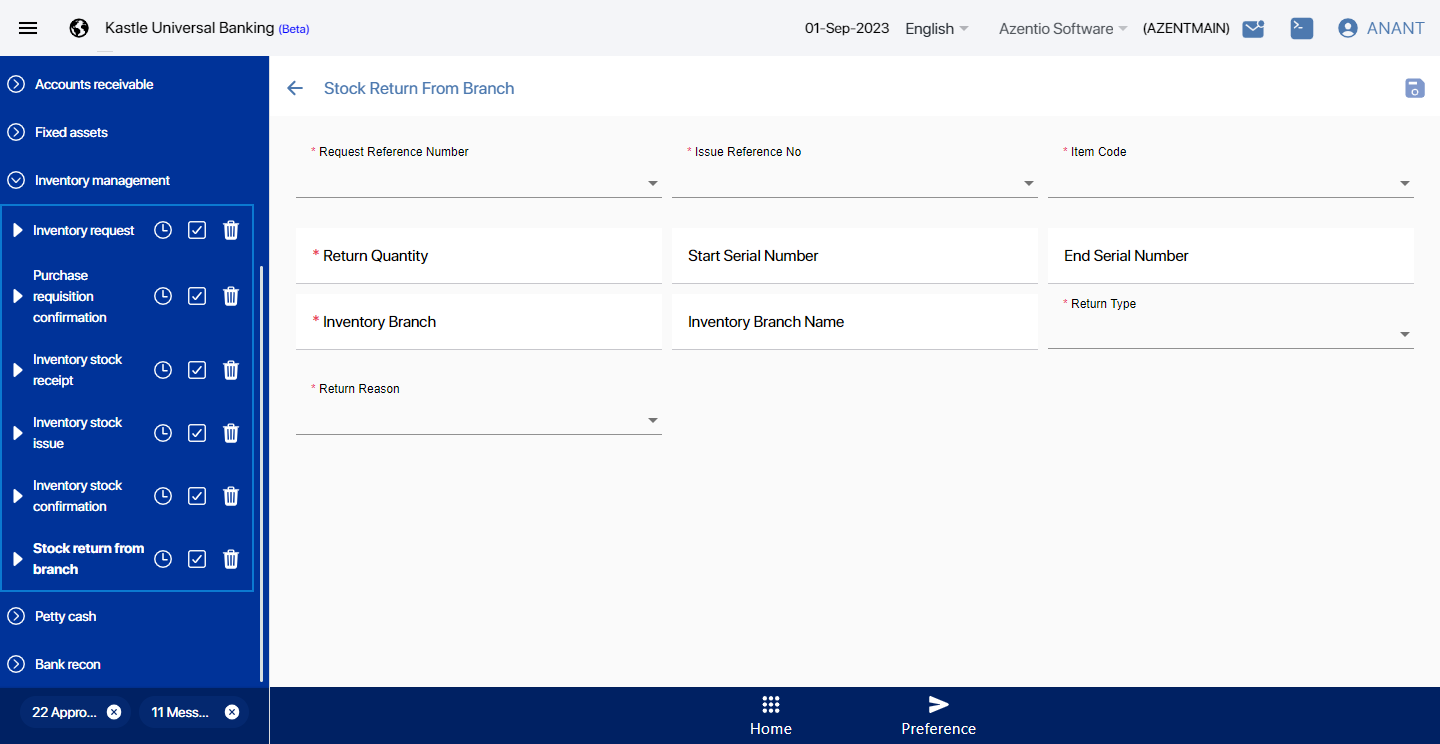 Kastle Universal Banking (Beta)
01-Sep-2023 English Azentio Software (AZENTMAIN) ANANT
Accounts receivable
Fixed assets
Inventory management
Inventory request
Purchase
requisition
confirmation
Inventory stock
receipt
Inventory stock
issue
Inventory stock
confirmation
Stock return from
branch
Petty cash
Bank recon
22 Appro...
11 Mess...
Stock Return From Branch
* Request Reference Number
* Issue Reference No
* Item Code
* Return Quantity
Start Serial Number
End Serial Number
* Inventory Branch
Inventory Branch Name
* Return Type
* Return Reason
Home
Preference